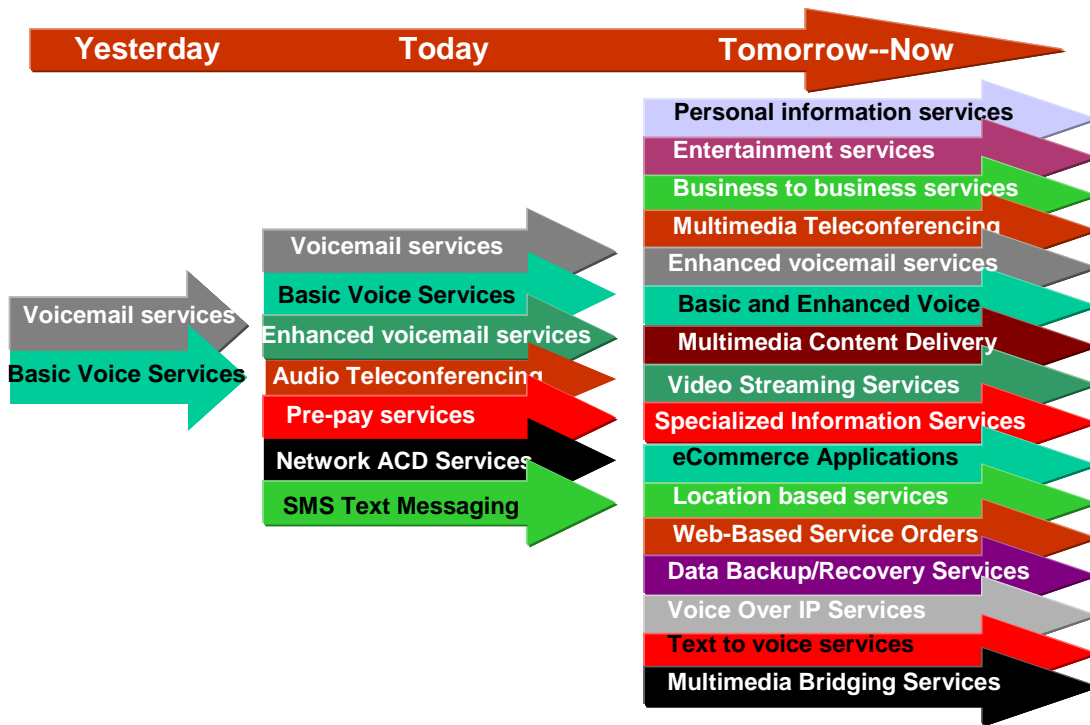 Yesterday
Today
Tomorrow--Now
Voicemail services
Basic Voice Services
Voicemail services
Basic Voice Services
Enhanced voicemail services
Audio Teleconferencing
Pre-pay services
Network ACD Services
SMS Text Messaging
Personal information services
Entertainment services
Business to business services
Multimedia Teleconferencing
Enhanced voicemail services
Basic and Enhanced Voice
Multimedia Content Delivery
Video Streaming Services
Specialized Information Services
eCommerce Applications
Location based services
Web-Based Service Orders
Data Backup/Recovery Services
Voice Over IP Services
Text to voice services
Multimedia Bridging Services